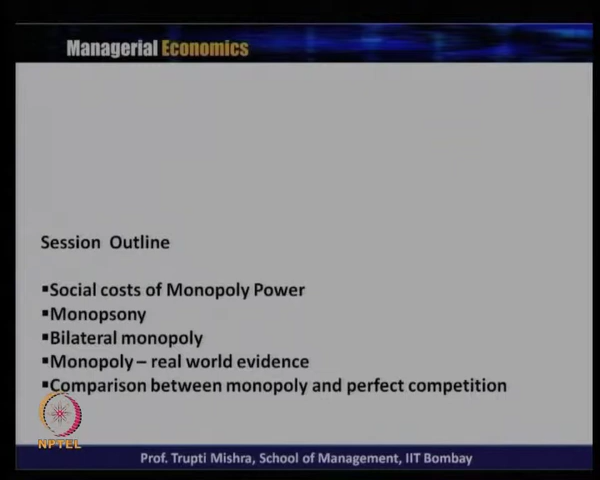 Managerial Economics
Session Outline
▪Social costs of Monopoly Power
▪Monopsony
▪Bilateral monopoly
▪Monopoly – real world evidence
▪Comparison between monopoly and perfect competition
NPTEL
Prof. Trupti Mishra, School of Management, IIT Bombay